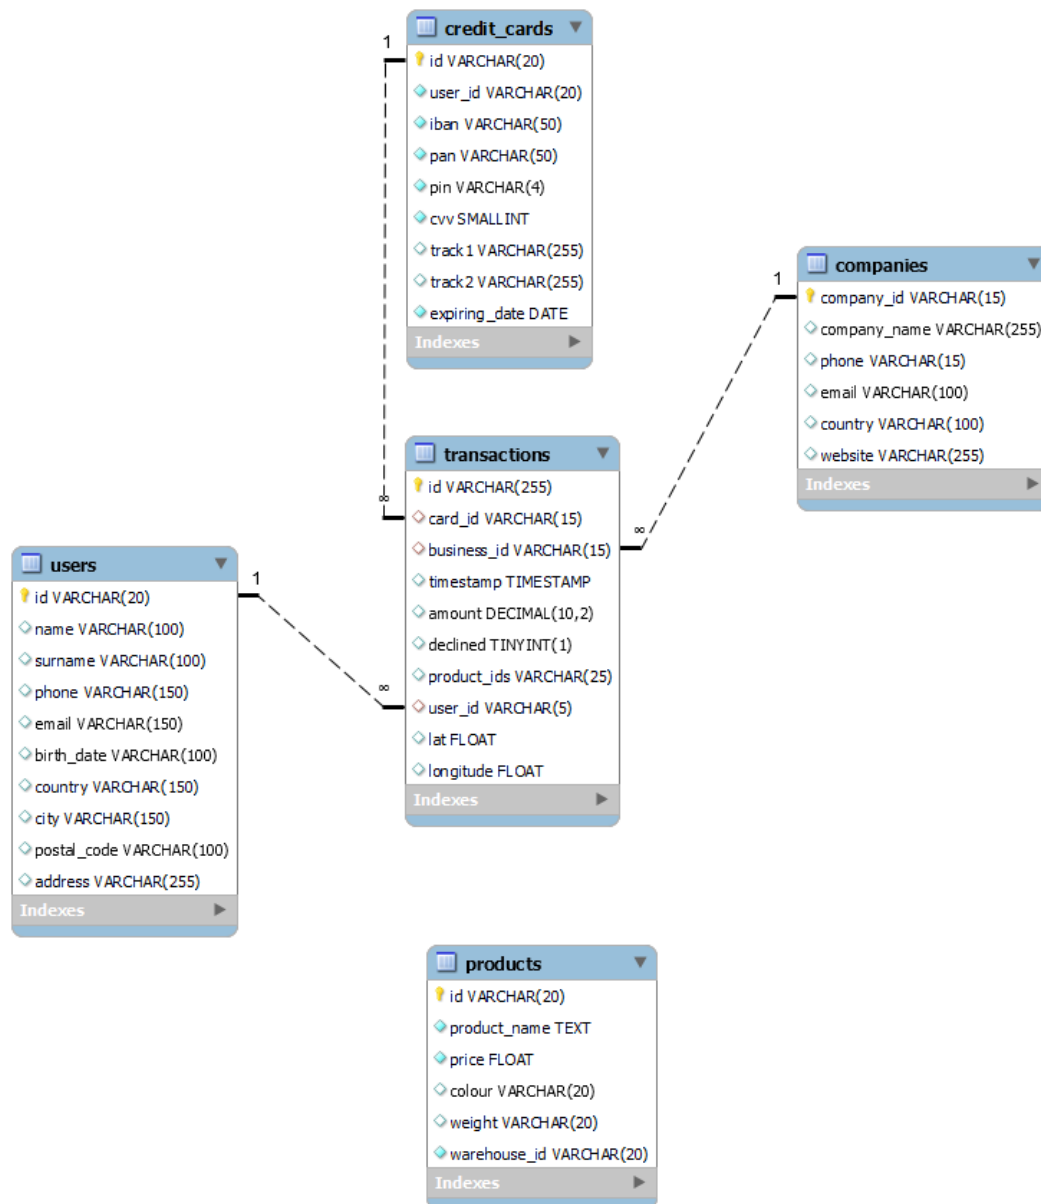 credit_cards
1
id VARCHAR(20)
user_id VARCHAR(20)
iban VARCHAR(50)
pan VARCHAR(50)
pin VARCHAR(4)
cvv SMALLINT
track1 VARCHAR(255)
track2 VARCHAR(255)
expiring_date DATE
Indexes
companies
1
company_id VARCHAR(15)
company_name VARCHAR(255)
phone VARCHAR(15)
email VARCHAR(100)
country VARCHAR(100)
website VARCHAR(255)
Indexes
transactions
id VARCHAR(255)
∞
card_id VARCHAR(15)
business_id VARCHAR(15)
∞
timestamp TIMESTAMP
amount DECIMAL(10,2)
declined TINYINT(1)
product_ids VARCHAR(25)
∞
user_id VARCHAR(5)
lat FLOAT
longitude FLOAT
Indexes
users
1
id VARCHAR(20)
name VARCHAR(100)
surname VARCHAR(100)
phone VARCHAR(150)
email VARCHAR(150)
birth_date VARCHAR(100)
country VARCHAR(150)
city VARCHAR(150)
postal_code VARCHAR(100)
address VARCHAR(255)
Indexes
products
id VARCHAR(20)
product_name TEXT
price FLOAT
colour VARCHAR(20)
weight VARCHAR(20)
warehouse_id VARCHAR(20)
Indexes